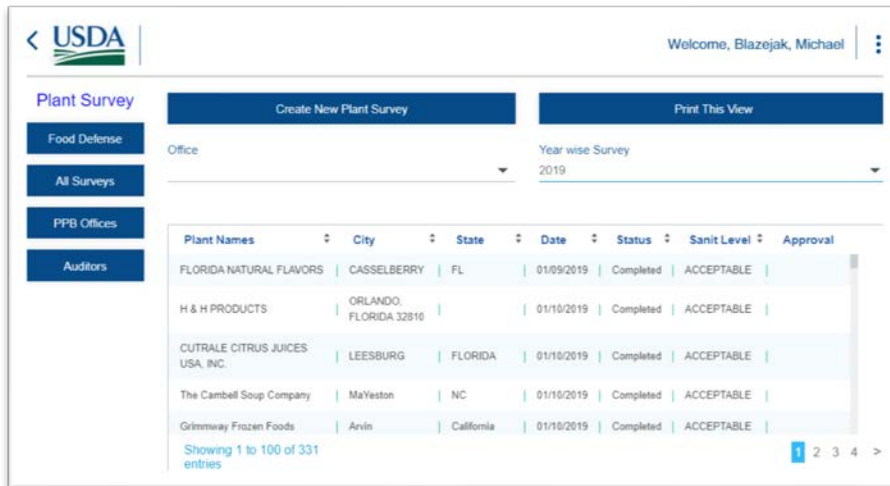 USDA
Welcome, Blazejak, Michael
Plant Survey
Create New Plant Survey
Print This View
Food Defense
Office
Year wise Survey
2019
All Surveys
PPB Offices
Auditors
Plant Names City State Date Status Sanit Level Approval
FLORIDA NATURAL FLAVORS CASSELBERRY FL 01/09/2019 Completed ACCEPTABLE
H & H PRODUCTS ORLANDO, FLORIDA 32810 01/10/2019 Completed ACCEPTABLE
CUTRALE CITRUS JUICES USA, INC. LEESBURG FLORIDA 01/10/2019 Completed ACCEPTABLE
The Cambell Soup Company MaYeston NC 01/10/2019 Completed ACCEPTABLE
Grimmway Frozen Foods Arvin California 01/10/2019 Completed ACCEPTABLE
Showing 1 to 100 of 331
entries
1 2 3 4 >